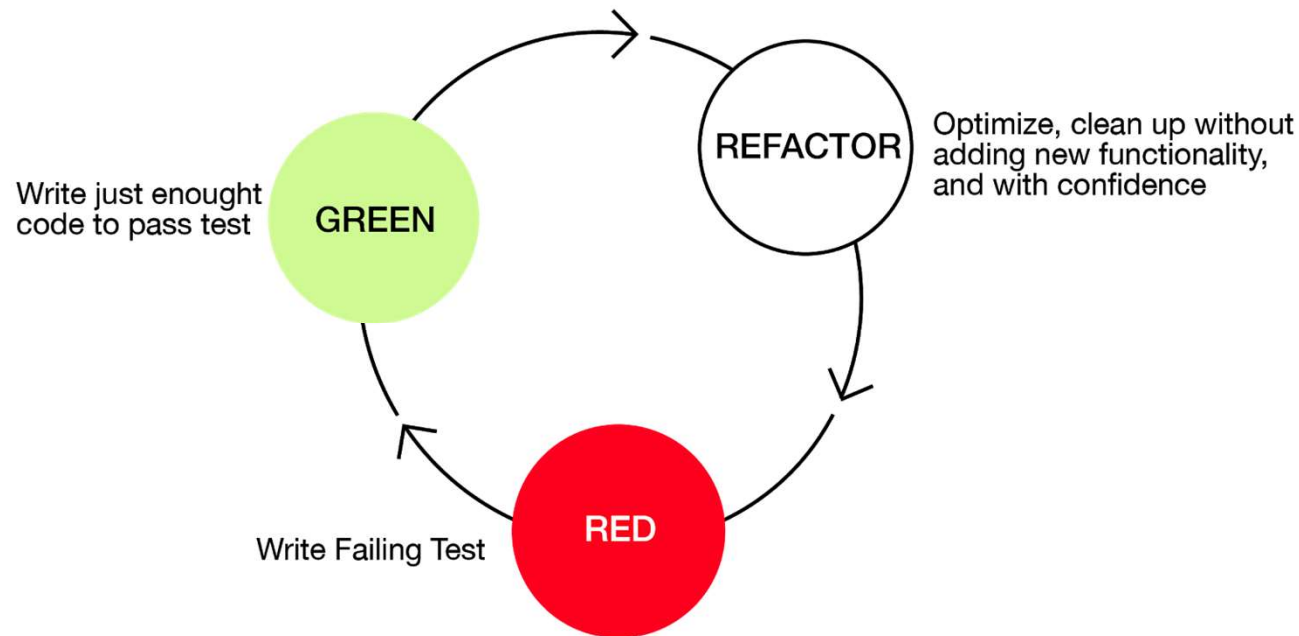 REFACTOR
Optimize, clean up without
adding new functionality,
and with confidence
Write just enought
code to pass test
GREEN
RED
Write Failing Test